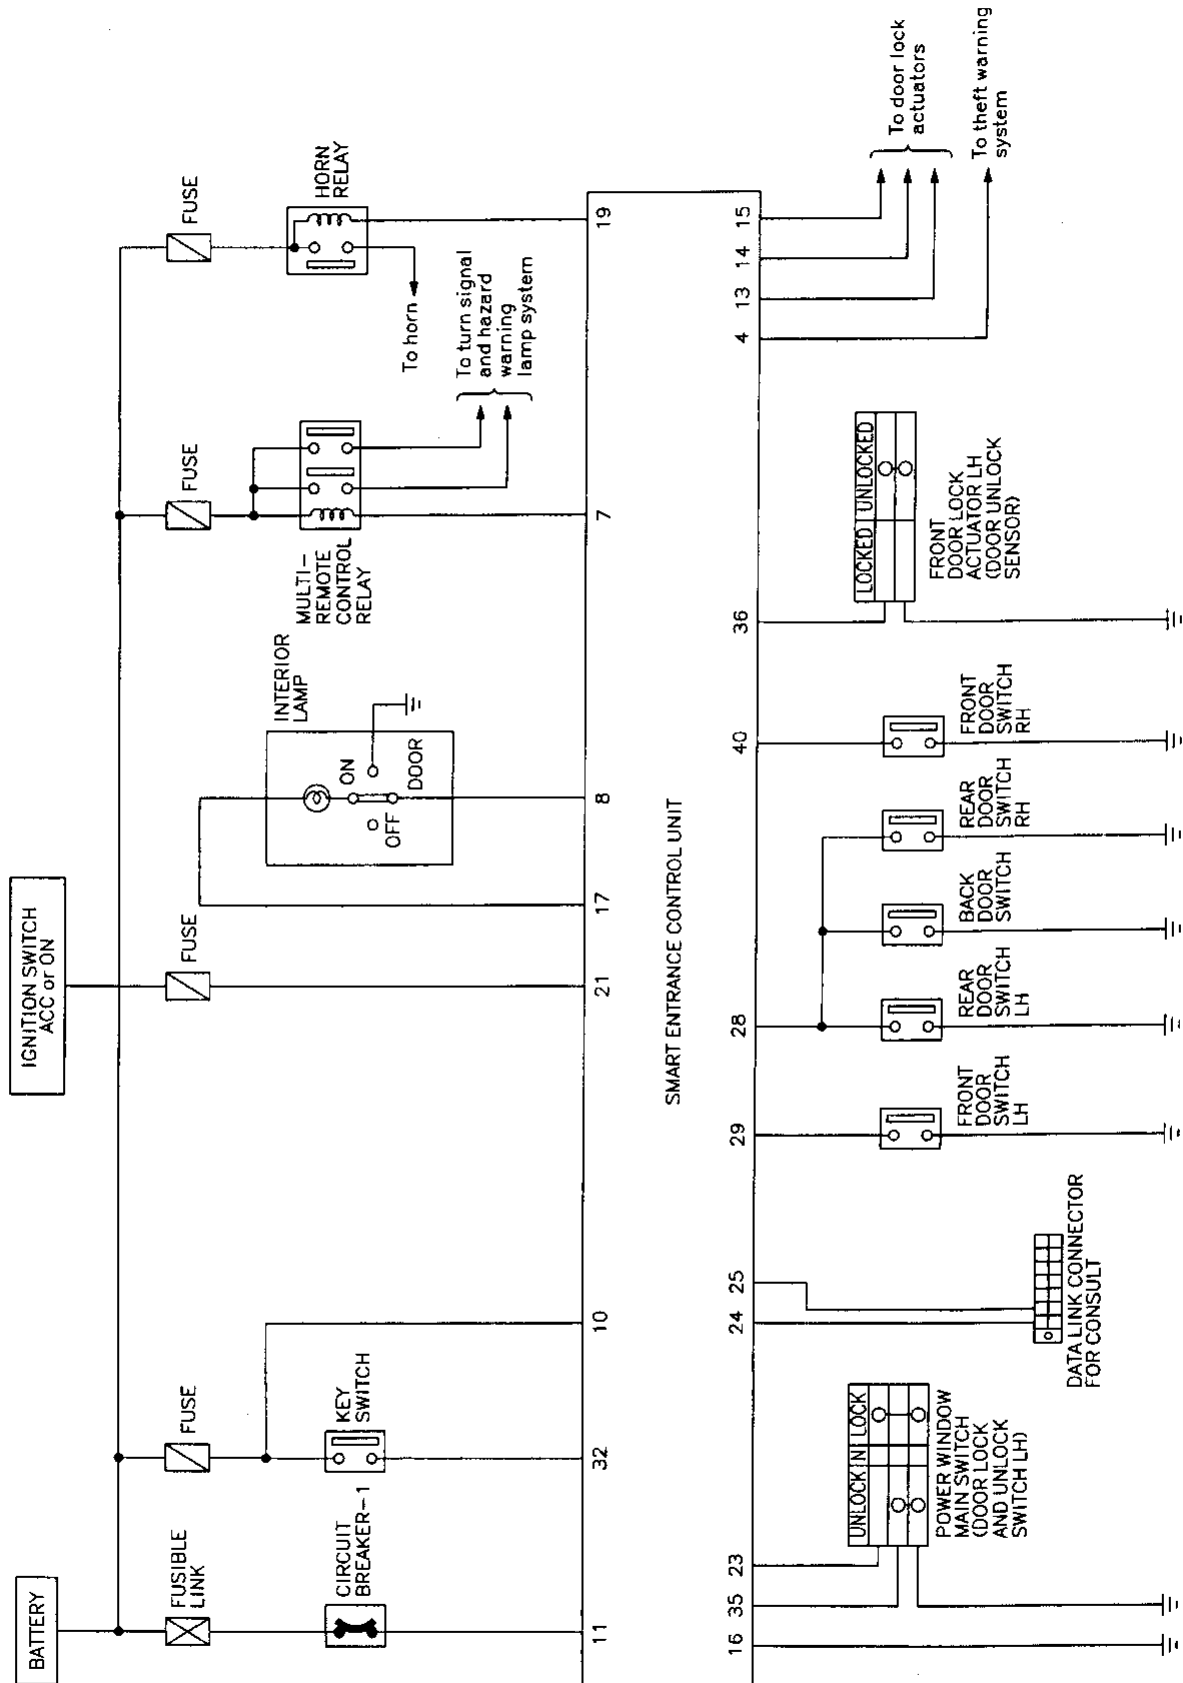 BATTERY
FUSIBLE
LINK
CIRCUIT
BREAKER-1
11
FUSE
KEY
SWITCH
32
10
IGNITION SWITCH
ACC or ON
FUSE
21
17
INTERIOR
LAMP
ON
OFF
DOOR
8
FUSE
MULTI-
REMOTE
CONTROL
RELAY
7
To turn signal
and hazard
warning
lamp system
FUSE
HORN
RELAY
To horn
19
SMART ENTRANCE CONTROL UNIT
16
35
23
UNLOCK N LOCK
POWER WINDOW
MAIN SWITCH
(DOOR LOCK
AND UNLOCK
SWITCH LH)
24
25
DATA LINK CONNECTOR
FOR CONSULT
29
FRONT
DOOR
SWITCH
LH
28
REAR
DOOR
SWITCH
LH
BACK
DOOR
SWITCH
REAR
DOOR
SWITCH
RH
40
FRONT
DOOR
SWITCH
RH
36
LOCKED UNLOCKED
FRONT
DOOR LOCK
ACTUATOR LH
(DOOR UNLOCK
SENSOR)
4
13
14
15
To door lock
actuators
To theft warning
system